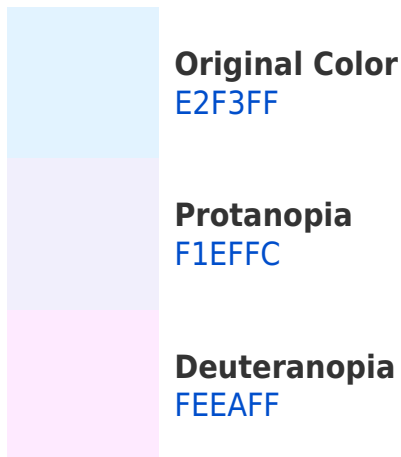 Original Color
E2F3FF
Protanopia
F1EFFC
Deuteranopia
FEEAFF